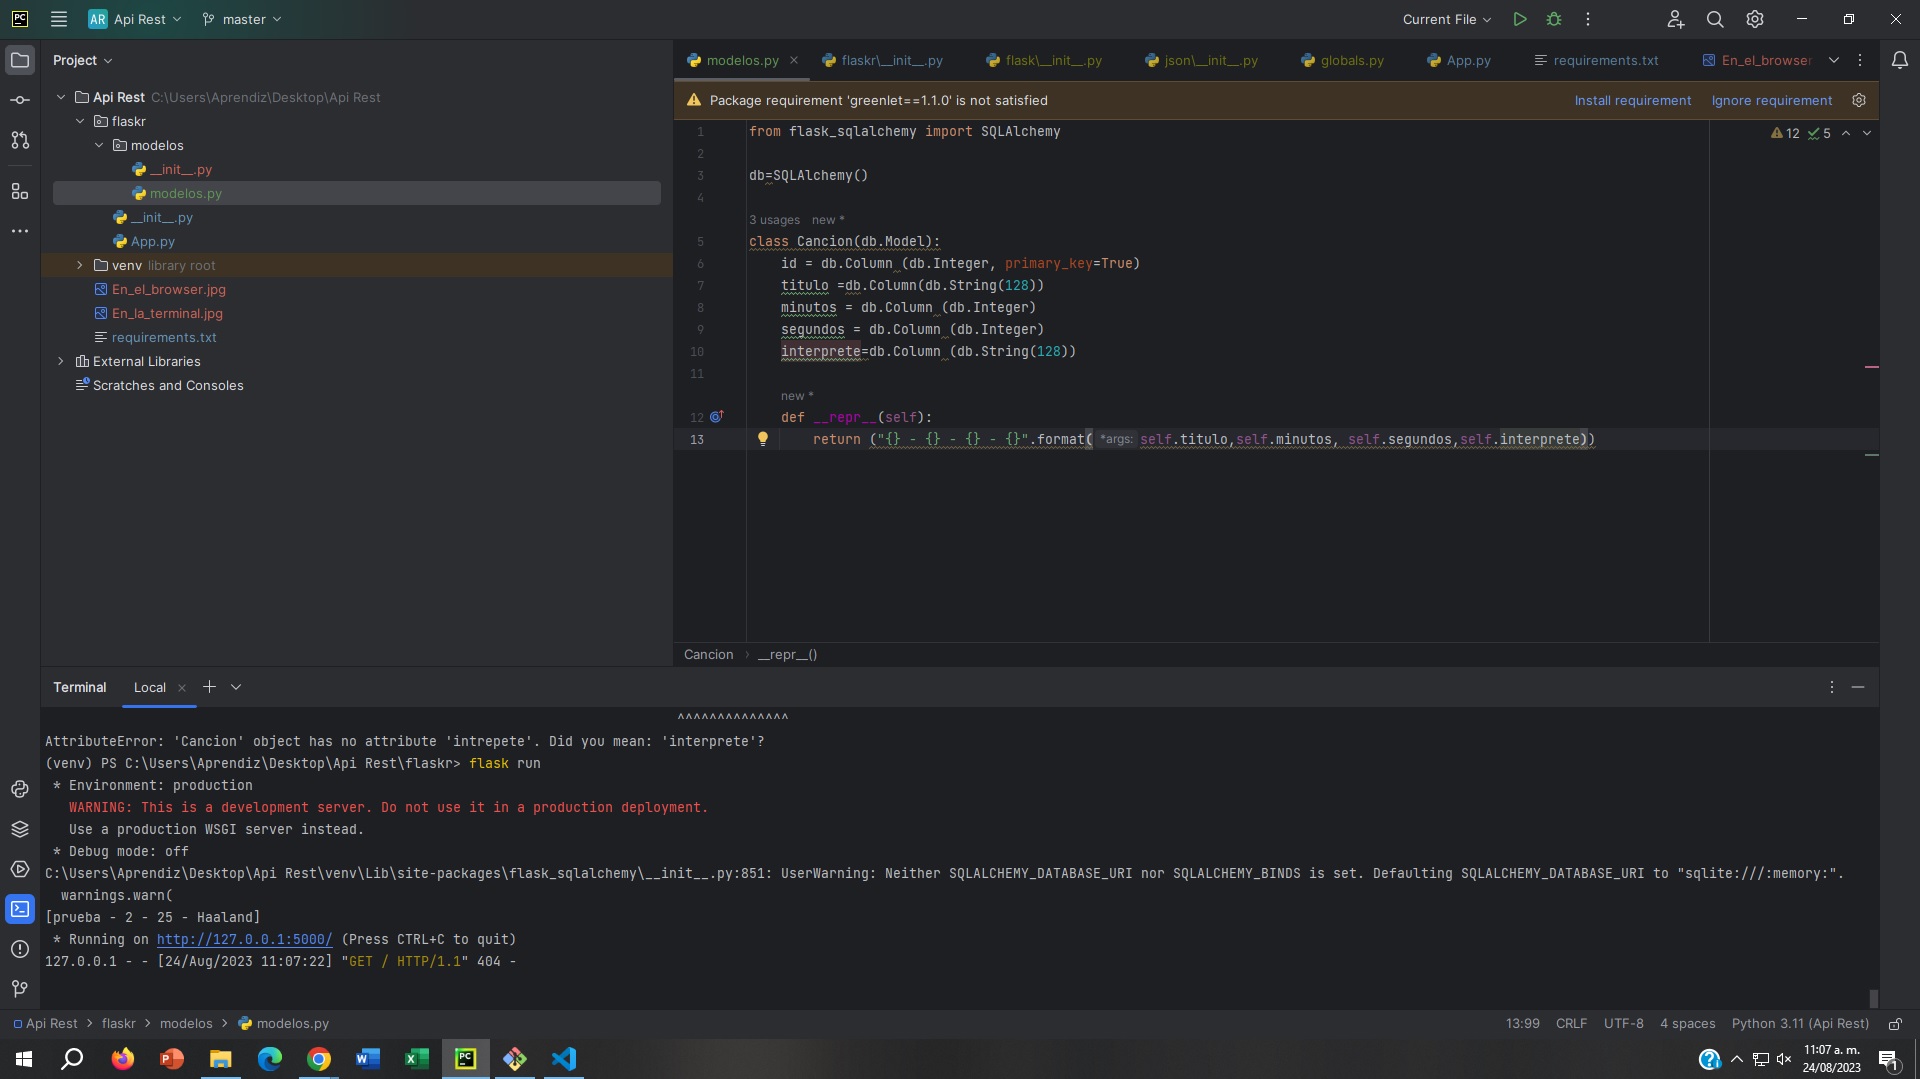 AR Api Rest master Current File
Project
modelos.py flaskr\__init__.py flask\__init__.py json\__init__.py globals.py App.py requirements.txt En_el_browser
Api Rest C:\Users\Aprendiz\Desktop\Api Rest
flaskr
modelos
__init__.py
modelos.py
__init__.py
App.py
venv library root
En_el_browser.jpg
En_la_terminal.jpg
requirements.txt
External Libraries
Scratches and Consoles
Package requirement 'greenlet==1.1.0' is not satisfied Install requirement Ignore requirement
12 5
1 from flask_sqlalchemy import SQLAlchemy
2
3 db=SQLAlchemy()
4
3 usages new *
5 class Cancion(db.Model):
6 id = db.Column (db.Integer, primary_key=True)
7 titulo =db.Column(db.String(128))
8 minutos = db.Column (db.Integer)
9 segundos = db.Column (db.Integer)
10 interprete=db.Column (db.String(128))
11
new *
12 def __repr__(self):
13 return ("{} - {} - {} - {}".format( *args: self.titulo,self.minutos, self.segundos,self.interprete))
Cancion __repr__()
Terminal Local
^^^^^^^^^^^^^^
AttributeError: 'Cancion' object has no attribute 'intrepete'. Did you mean: 'interprete'?
(venv) PS C:\Users\Aprendiz\Desktop\Api Rest\flaskr> flask run
* Environment: production
WARNING: This is a development server. Do not use it in a production deployment.
Use a production WSGI server instead.
* Debug mode: off
C:\Users\Aprendiz\Desktop\Api Rest\venv\Lib\site-packages\flask_sqlalchemy\__init__.py:851: UserWarning: Neither SQLALCHEMY_DATABASE_URI nor SQLALCHEMY_BINDS is set. Defaulting SQLALCHEMY_DATABASE_URI to "sqlite:///:memory:".
warnings.warn(
[prueba - 2 - 25 - Haaland]
* Running on http://127.0.0.1:5000/ (Press CTRL+C to quit)
127.0.0.1 - - [24/Aug/2023 11:07:22] "GET / HTTP/1.1" 404 -
Api Rest > flaskr > modelos > modelos.py 13:99 CRLF UTF-8 4 spaces Python 3.11 (Api Rest)
11:07 a. m.
24/08/2023
1